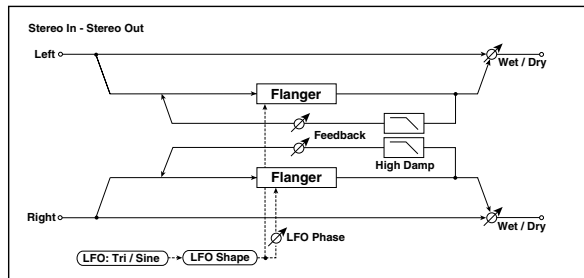 Stereo In - Stereo Out
Left
Wet / Dry
Flanger
Feedback
High Damp
Flanger
Right
Wet / Dry
LFO Phase
LFO: Tri / Sine
LFO Shape